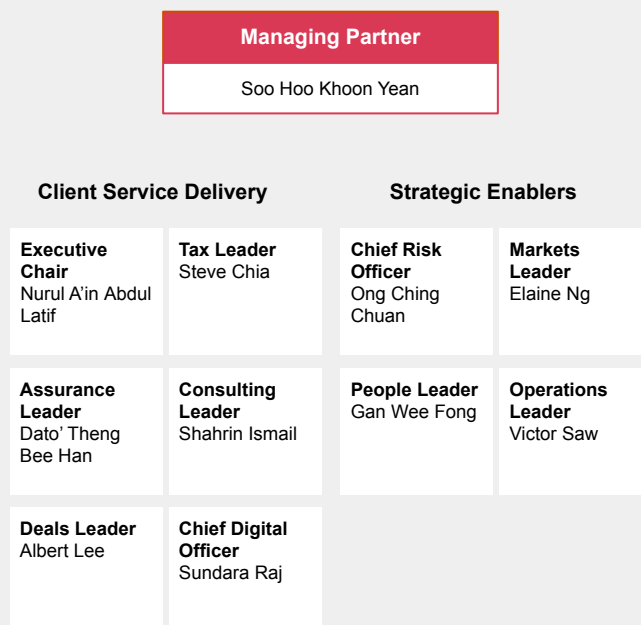 Managing Partner
Soo Hoo Khoon Yean
Client Service Delivery
Executive
Chair
Nurul A’in Abdul
Latif
Tax Leader
Steve Chia
Assurance
Leader
Dato’ Theng
Bee Han
Consulting
Leader
Shahrin Ismail
Deals Leader
Albert Lee
Chief Digital
Officer
Sundara Raj
Strategic Enablers
Chief Risk
Officer
Ong Ching
Chuan
Markets
Leader
Elaine Ng
People Leader
Gan Wee Fong
Operations
Leader
Victor Saw